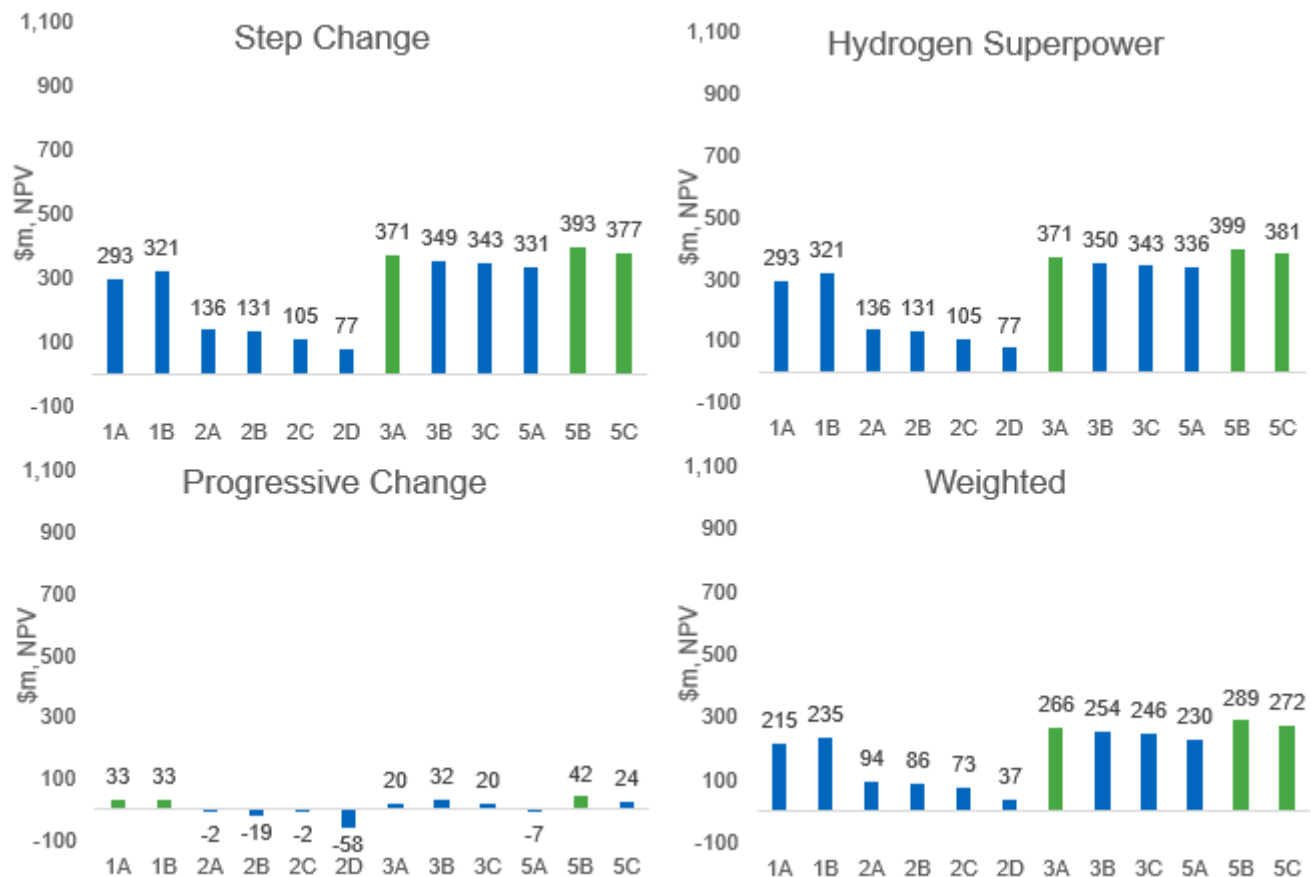 Step Change
$m, NPV
1,100
900
700
500
300
100
-100
293 321 136 131 105 77 371 349 343 331 393 377
1A 1B 2A 2B 2C 2D 3A 3B 3C 5A 5B 5C
Hydrogen Superpower
$m, NPV
1,100
900
700
500
300
100
-100
293 321 136 131 105 77 371 350 343 336 399 381
1A 1B 2A 2B 2C 2D 3A 3B 3C 5A 5B 5C
Progressive Change
$m, NPV
1,100
900
700
500
300
100
-100
33 33 -2 -19 -2 -58 20 32 20 -7 42 24
1A 1B 2A 2B 2C 2D 3A 3B 3C 5A 5B 5C
Weighted
$m, NPV
1,100
900
700
500
300
100
-100
215 235 94 86 73 37 266 254 246 230 289 272
1A 1B 2A 2B 2C 2D 3A 3B 3C 5A 5B 5C